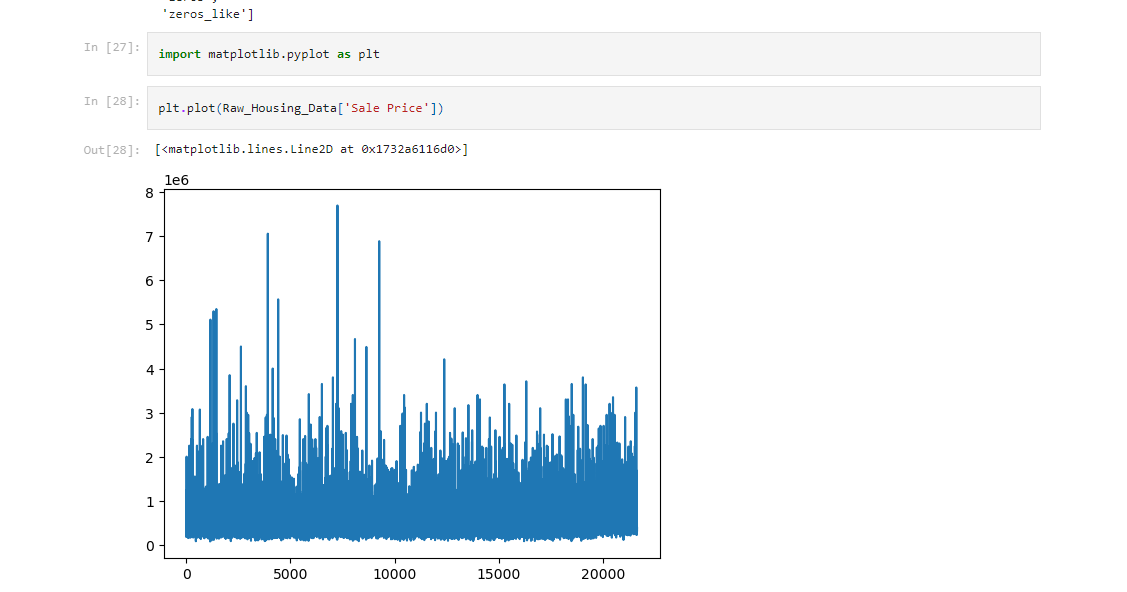 'zeros_like']
In [27]:
import matplotlib.pyplot as plt
In [28]:
plt.plot(Raw_Housing_Data['Sale Price'])
Out[28]:
[<matplotlib.lines.Line2D at 0x1732a6116d0>]
1e6
8
7
6
5
4
3
2
1
0
0 5000 10000 15000 20000